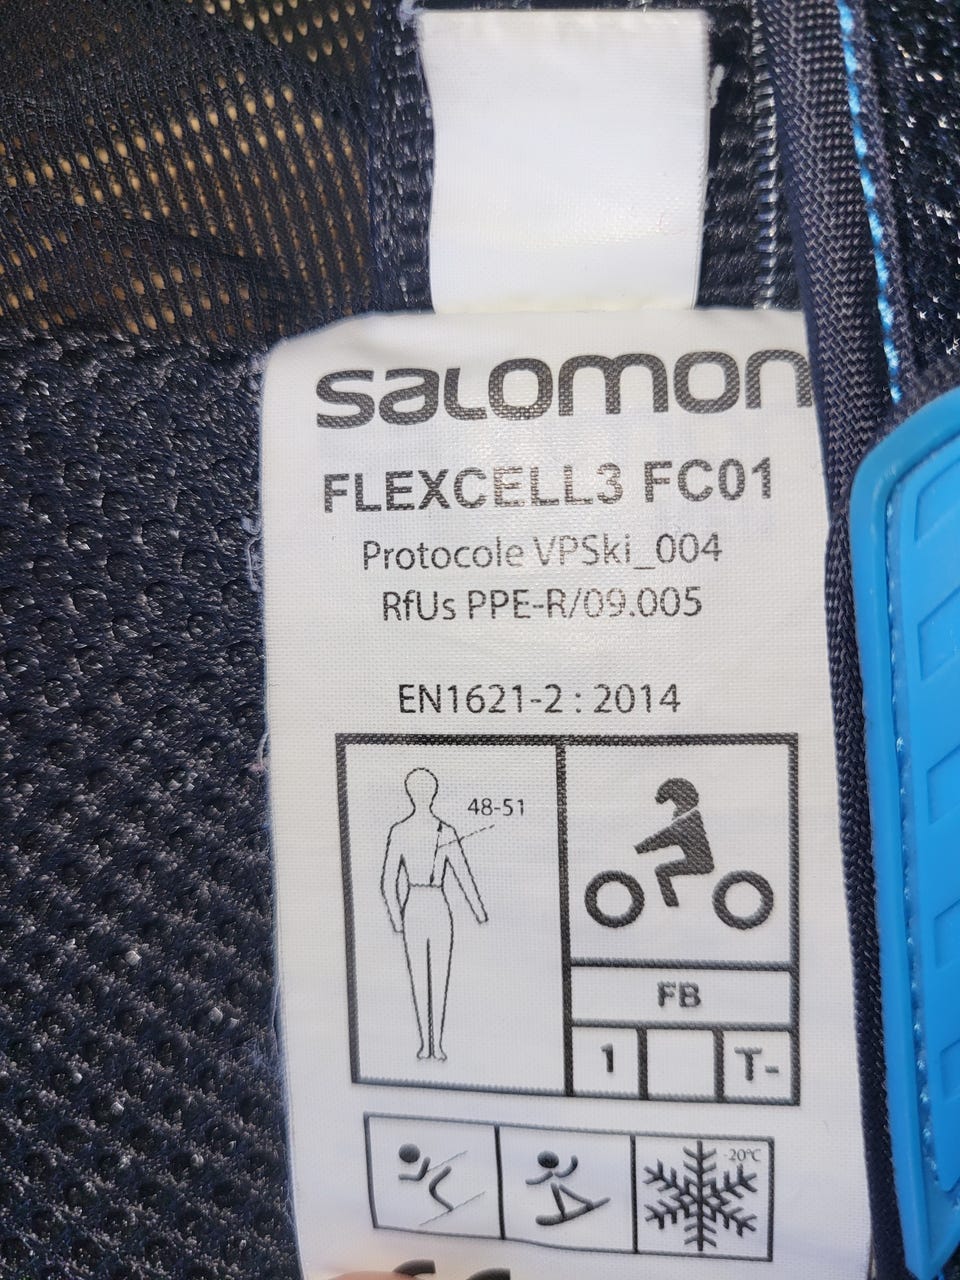 salomon
FLEXCELL3 FC01
Protocole VPSki_004
RfUs PPE-R/09.005
EN1621-2 : 2014
48-51
FB
1
T-
-20°C